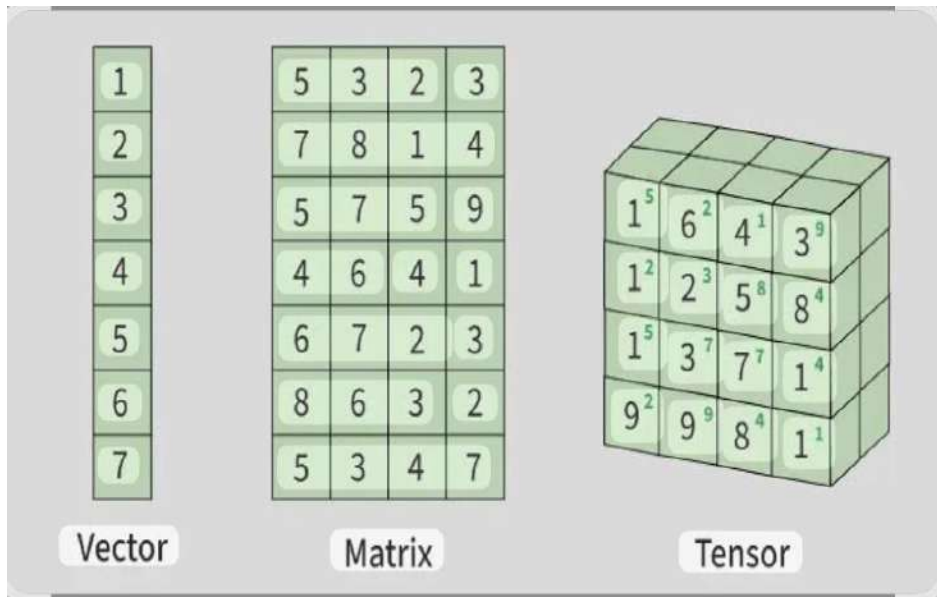 1
2
3
4
5
6
7
5 3 2 3
7 8 1 4
5 7 5 9
4 6 4 1
6 7 2 3
8 6 3 2
5 3 4 7
1⁵ 6² 4¹ 3⁹
1² 2³ 5⁸ 8⁴
1⁵ 3⁷ 7⁷ 1⁴
9² 9⁹ 8⁴ 1¹
Vector Matrix Tensor